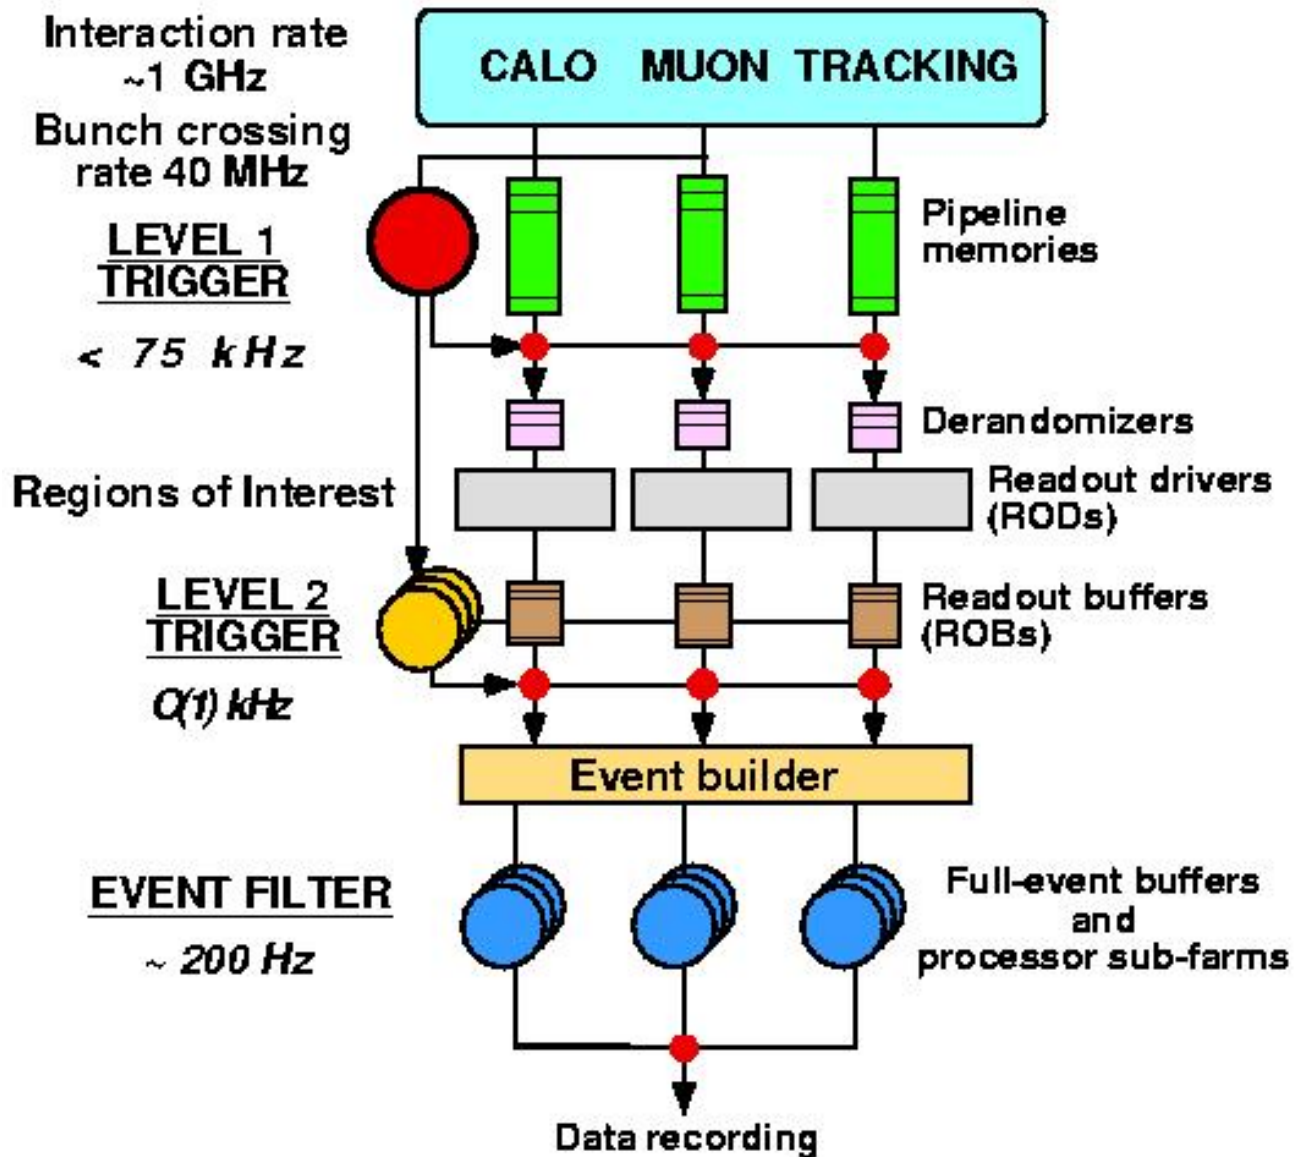 Interaction rate
~1 GHz
Bunch crossing
rate 40 MHz
CALO MUON TRACKING
LEVEL 1
TRIGGER
< 75 kHz
Pipeline
memories
Derandomizers
Regions of Interest
Readout drivers
(RODs)
LEVEL 2
TRIGGER
O(1) kHz
Readout buffers
(ROBs)
Event builder
EVENT FILTER
~ 200 Hz
Full-event buffers
and
processor sub-farms
Data recording